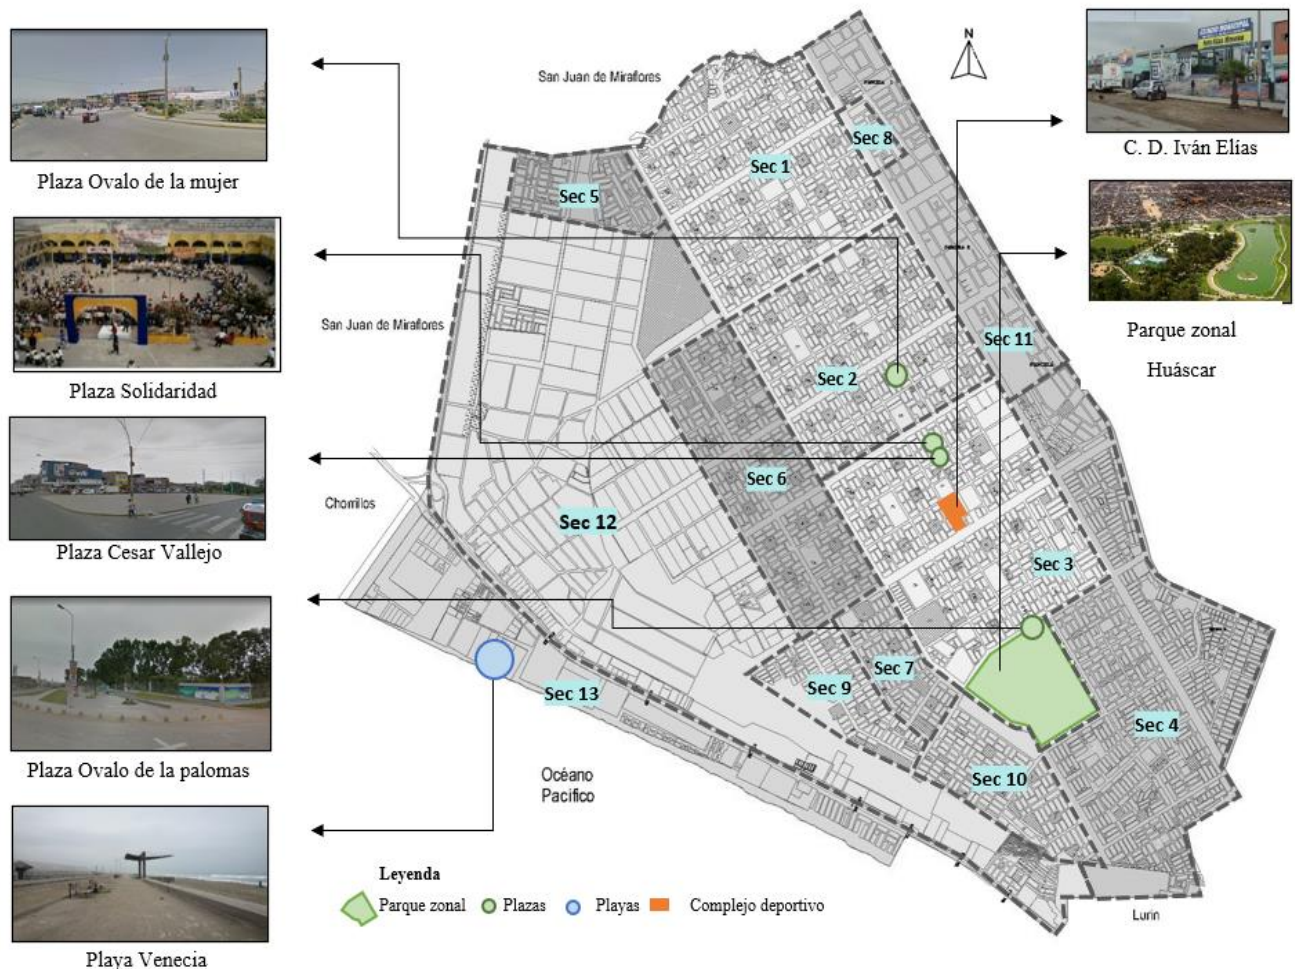 Plaza Ovalo de la mujer
Plaza Solidaridad
Plaza Cesar Vallejo
Plaza Ovalo de la palomas
Playa Venecia
San Juan de Miraflores
San Juan de Miraflores
Chorrillos
Océano
Pacífico
Lurin
N
Sec 1
Sec 8
Sec 5
Sec 2
Sec 11
Sec 6
Sec 12
Sec 3
Sec 7
Sec 9
Sec 13
Sec 4
Sec 10
C. D. Iván Elías
Parque zonal
Huáscar
Leyenda
Parque zonal
Plazas
Playas
Complejo deportivo